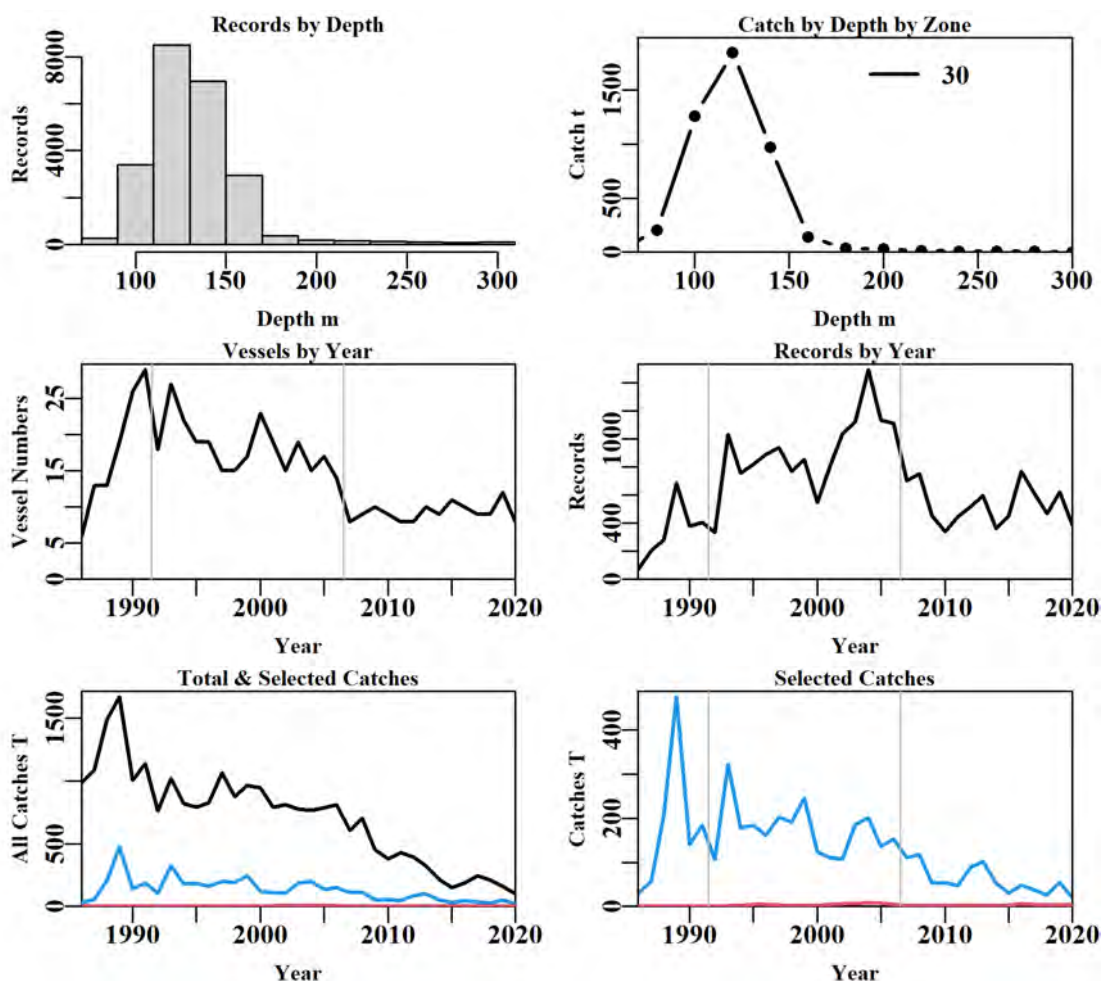 Records by Depth
Records
0 4000 8000
100 150 200 250 300
Depth m
Catch by Depth by Zone
Catch t
0 500 1500
30
100 150 200 250 300
Depth m
Vessels by Year
Vessel Numbers
0 5 15 25
1990 2000 2010 2020
Year
Records by Year
Records
0 400 1000
1990 2000 2010 2020
Year
Total & Selected Catches
All Catches T
0 500 1500
1990 2000 2010 2020
Year
Selected Catches
Catches T
0 200 400
1990 2000 2010 2020
Year